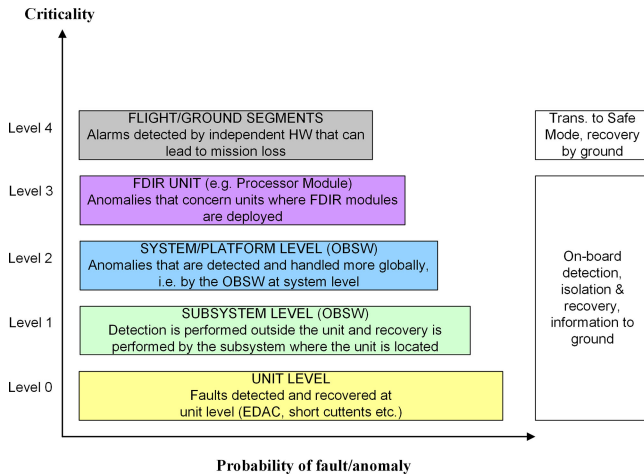 Criticality
Level 4
FLIGHT/GROUND SEGMENTS
Alarms detected by independent HW that can
lead to mission loss
Trans. to Safe
Mode, recovery
by ground
Level 3
FDIR UNIT (e.g. Processor Module)
Anomalies that concern units where FDIR modules
are deployed
Level 2
SYSTEM/PLATFORM LEVEL (OBSW)
Anomalies that are detected and handled more globally,
i.e. by the OBSW at system level
On-board
detection,
isolation &
recovery,
information to
ground
Level 1
SUBSYSTEM LEVEL (OBSW)
Detection is performed outside the unit and recovery is
performed by the subsystem where the unit is located
Level 0
UNIT LEVEL
Faults detected and recovered at
unit level (EDAC, short cuttents etc.)
Probability of fault/anomaly